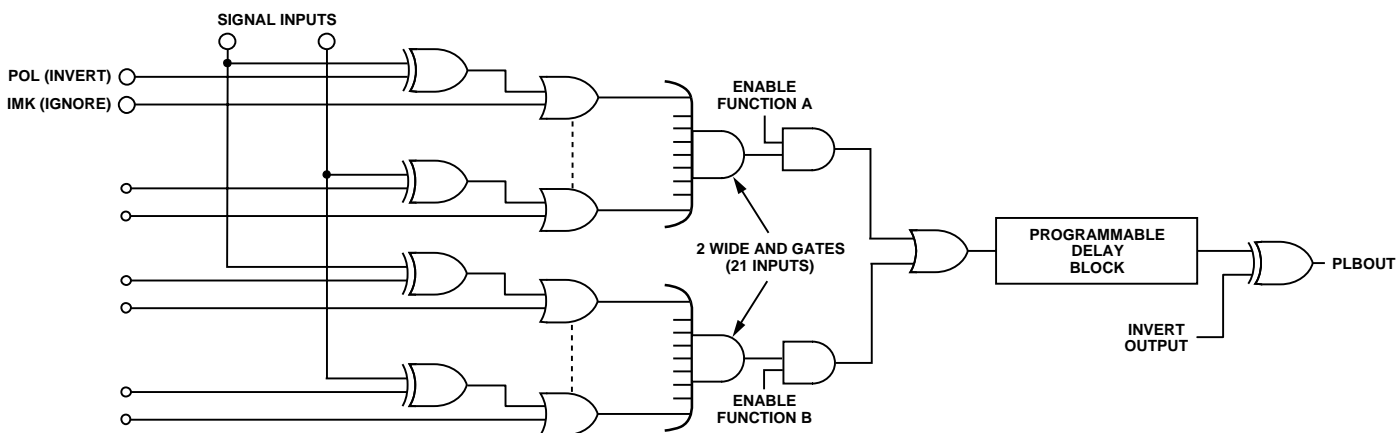 SIGNAL INPUTS
POL (INVERT)
IMK (IGNORE)
ENABLE
FUNCTION A
2 WIDE AND GATES
(21 INPUTS)
PROGRAMMABLE
DELAY
BLOCK
PLBOUT
INVERT
OUTPUT
ENABLE
FUNCTION B